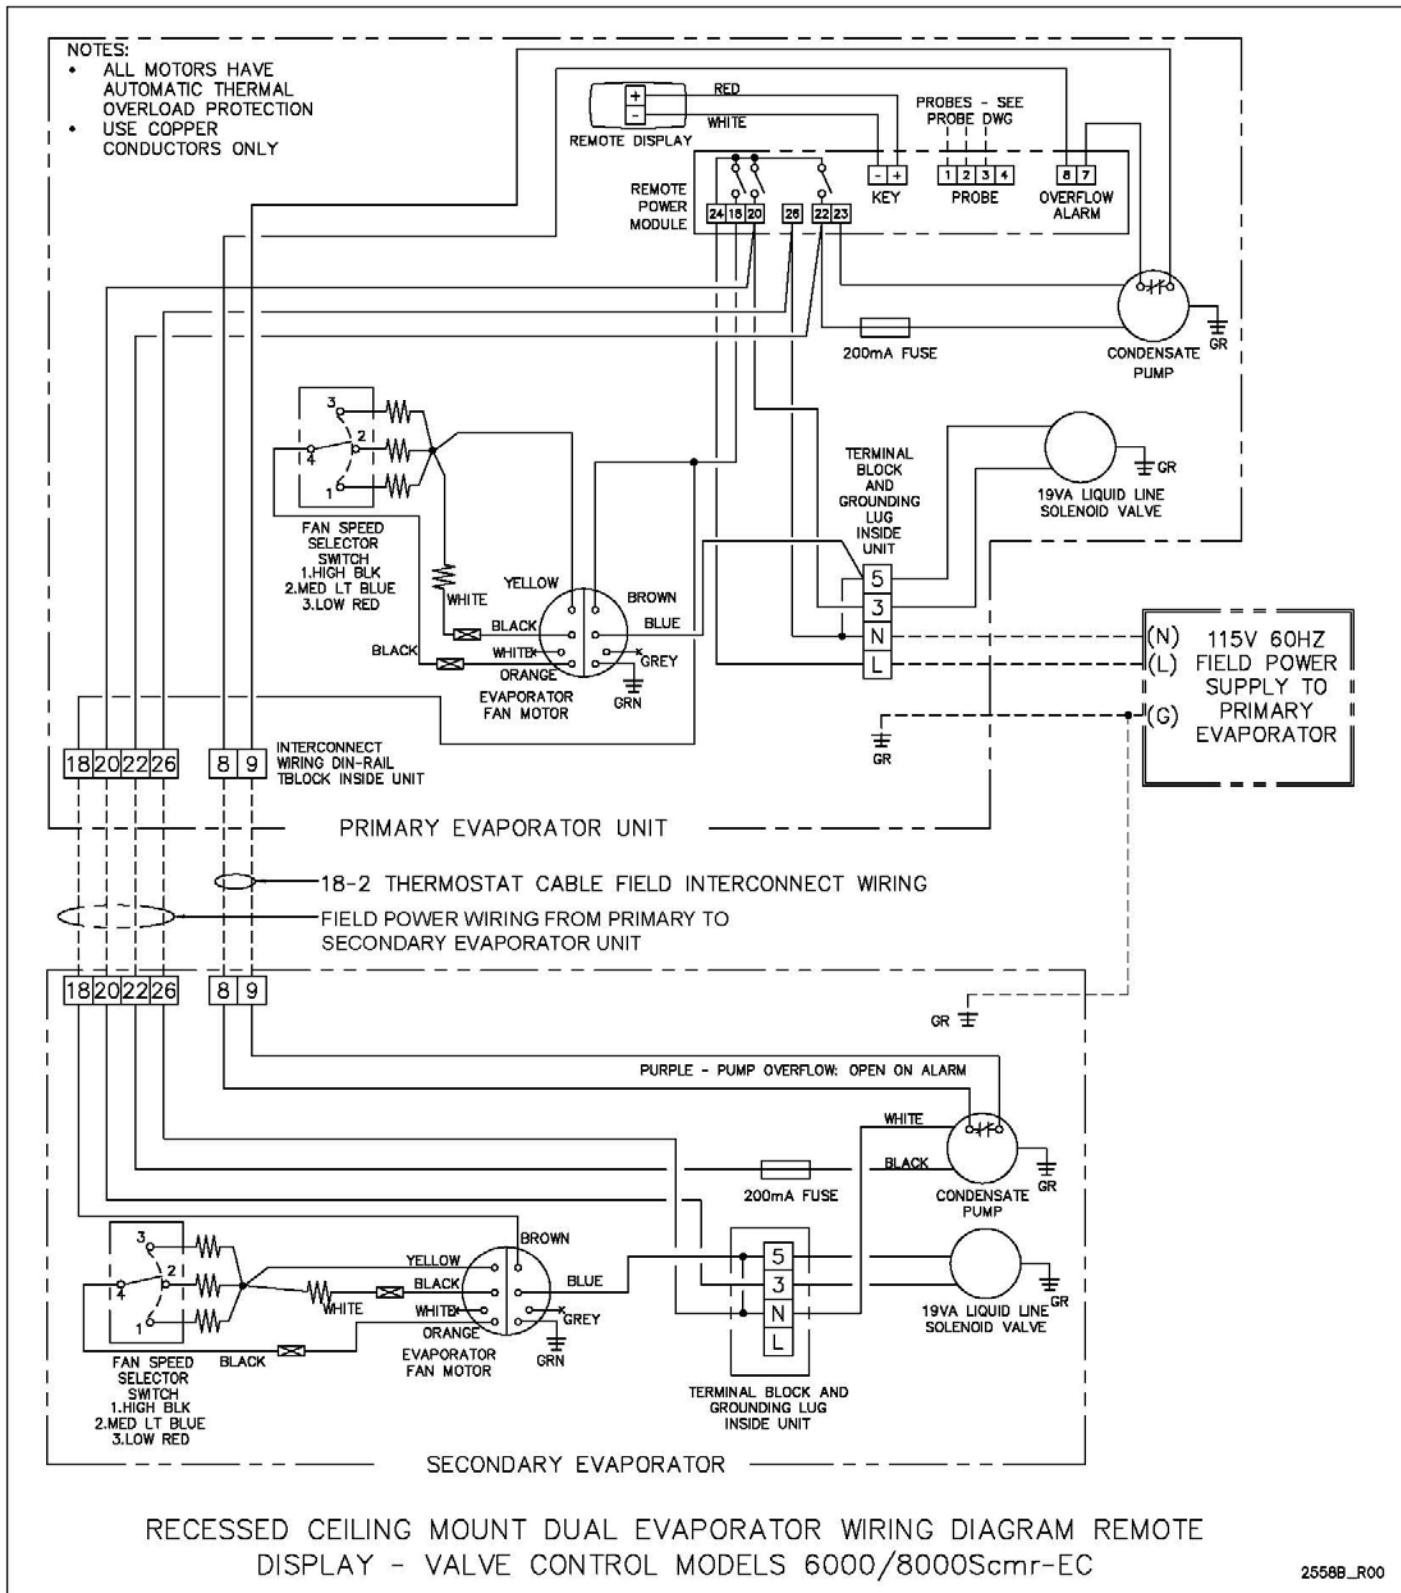 NOTES:
• ALL MOTORS HAVE
AUTOMATIC THERMAL
OVERLOAD PROTECTION
• USE COPPER
CONDUCTORS ONLY
+
-
REMOTE DISPLAY
RED
WHITE
PROBES - SEE
PROBE DWG
REMOTE
POWER
MODULE
24 18 20 26 22 23
- +
KEY
1 2 3 4
PROBE
8 7
OVERFLOW
ALARM
200mA FUSE
CONDENSATE
PUMP
GR
3
2
4
1
FAN SPEED
SELECTOR
SWITCH
1.HIGH BLK
2.MED LT BLUE
3.LOW RED
WHITE
BLACK
YELLOW
BLACK
WHITE
ORANGE
BROWN
BLUE
GREY
GRN
EVAPORATOR
FAN MOTOR
TERMINAL
BLOCK
AND
GROUNDING
LUG
INSIDE
UNIT
5
3
N
L
GR
19VA LIQUID LINE
SOLENOID VALVE
(N)
(L)
(G)
115V 60HZ
FIELD POWER
SUPPLY TO
PRIMARY
EVAPORATOR
GR
18 20 22 26 8 9
INTERCONNECT
WIRING DIN-RAIL
TBLOCK INSIDE UNIT
PRIMARY EVAPORATOR UNIT
18-2 THERMOSTAT CABLE FIELD INTERCONNECT WIRING
FIELD POWER WIRING FROM PRIMARY TO
SECONDARY EVAPORATOR UNIT
18 20 22 26 8 9
GR
PURPLE - PUMP OVERFLOW: OPEN ON ALARM
WHITE
BLACK
200mA FUSE
CONDENSATE
PUMP
GR
3
2
4
1
FAN SPEED
SELECTOR
SWITCH
1.HIGH BLK
2.MED LT BLUE
3.LOW RED
BLACK
WHITE
YELLOW
BLACK
WHITE
ORANGE
BROWN
BLUE
GREY
GRN
EVAPORATOR
FAN MOTOR
5
3
N
L
TERMINAL BLOCK AND
GROUNDING LUG
INSIDE UNIT
GR
19VA LIQUID LINE
SOLENOID VALVE
SECONDARY EVAPORATOR
RECESSED CEILING MOUNT DUAL EVAPORATOR WIRING DIAGRAM REMOTE
DISPLAY - VALVE CONTROL MODELS 6000/8000Scmr-EC
2558B_R00